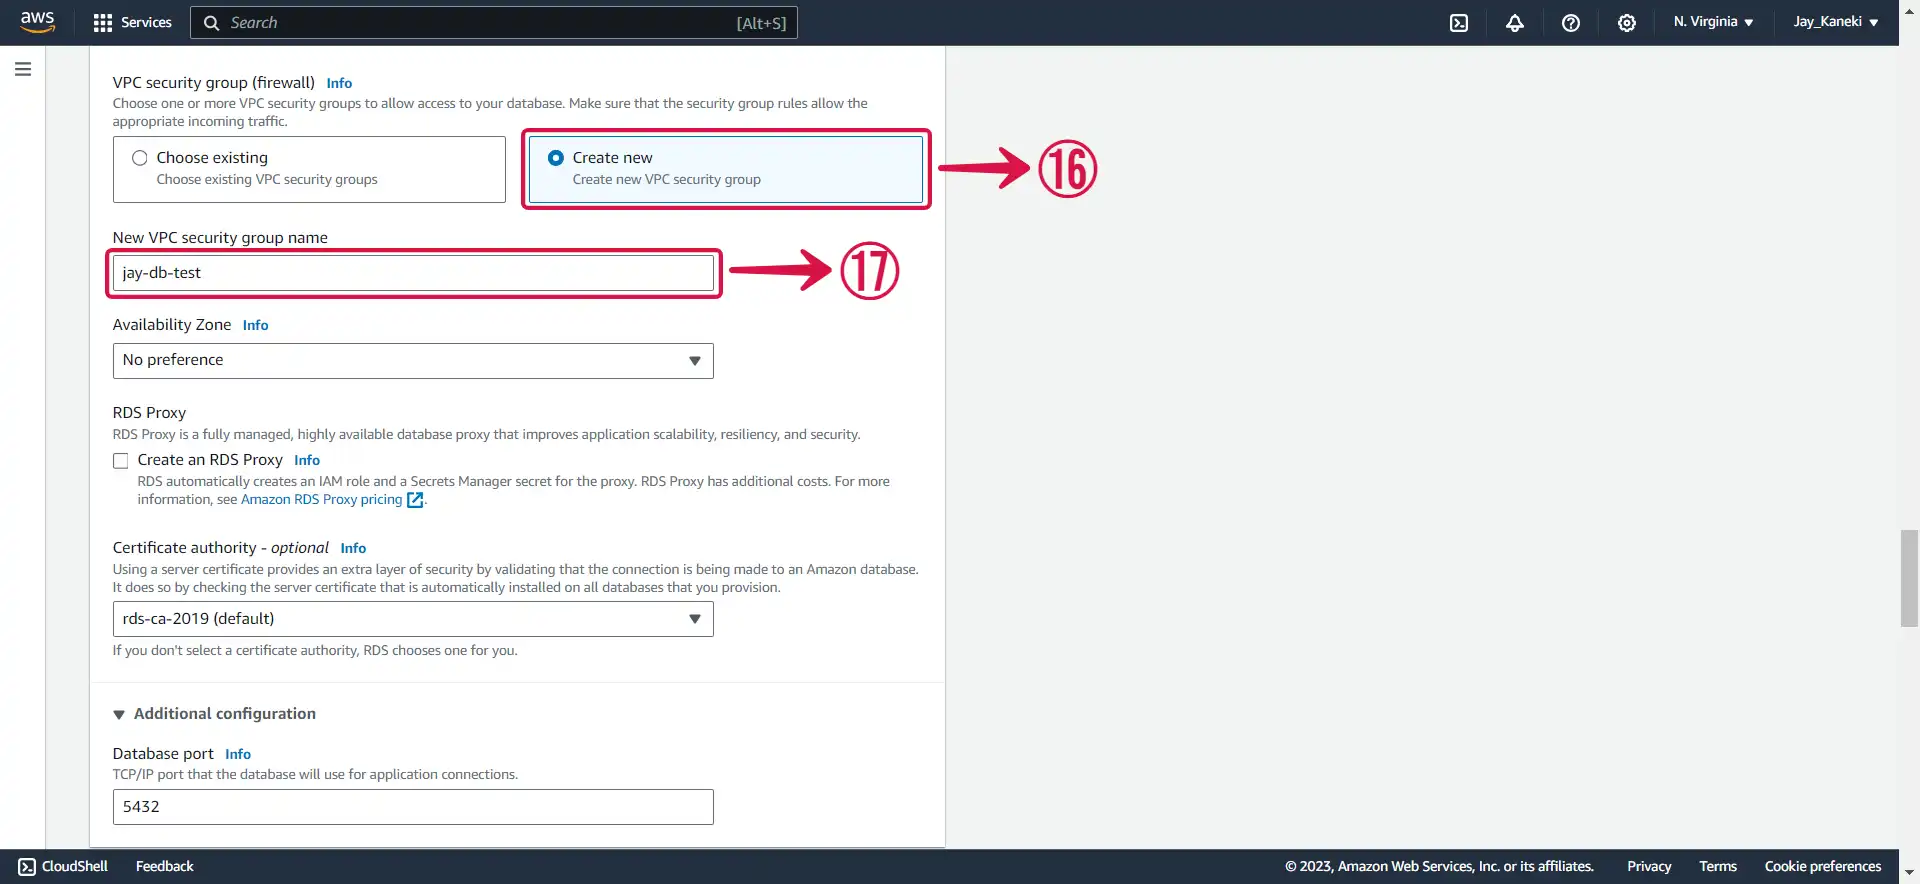 aws
Services
Search
[Alt+S]
N. Virginia
Jay_Kaneki
VPC security group (firewall) Info
Choose one or more VPC security groups to allow access to your database. Make sure that the security group rules allow the
appropriate incoming traffic.
Choose existing
Choose existing VPC security groups
Create new
Create new VPC security group
16
New VPC security group name
jay-db-test
17
Availability Zone Info
No preference
RDS Proxy
RDS Proxy is a fully managed, highly available database proxy that improves application scalability, resiliency, and security.
Create an RDS Proxy Info
RDS automatically creates an IAM role and a Secrets Manager secret for the proxy. RDS Proxy has additional costs. For more
information, see Amazon RDS Proxy pricing.
Certificate authority - optional Info
Using a server certificate provides an extra layer of security by validating that the connection is being made to an Amazon database.
It does so by checking the server certificate that is automatically installed on all databases that you provision.
rds-ca-2019 (default)
If you don't select a certificate authority, RDS chooses one for you.
Additional configuration
Database port Info
TCP/IP port that the database will use for application connections.
5432
CloudShell
Feedback
© 2023, Amazon Web Services, Inc. or its affiliates.
Privacy
Terms
Cookie preferences